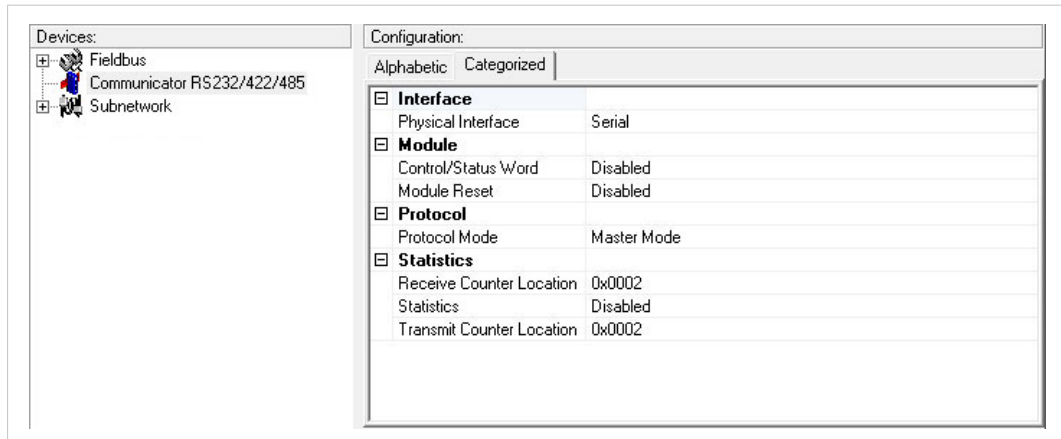 Devices:
Fieldbus
Communicator RS232/422/485
Subnetwork
Configuration:
Alphabetic Categorized
Interface
Physical Interface Serial
Module
Control/Status Word Disabled
Module Reset Disabled
Protocol
Protocol Mode Master Mode
Statistics
Receive Counter Location 0x0002
Statistics Disabled
Transmit Counter Location 0x0002